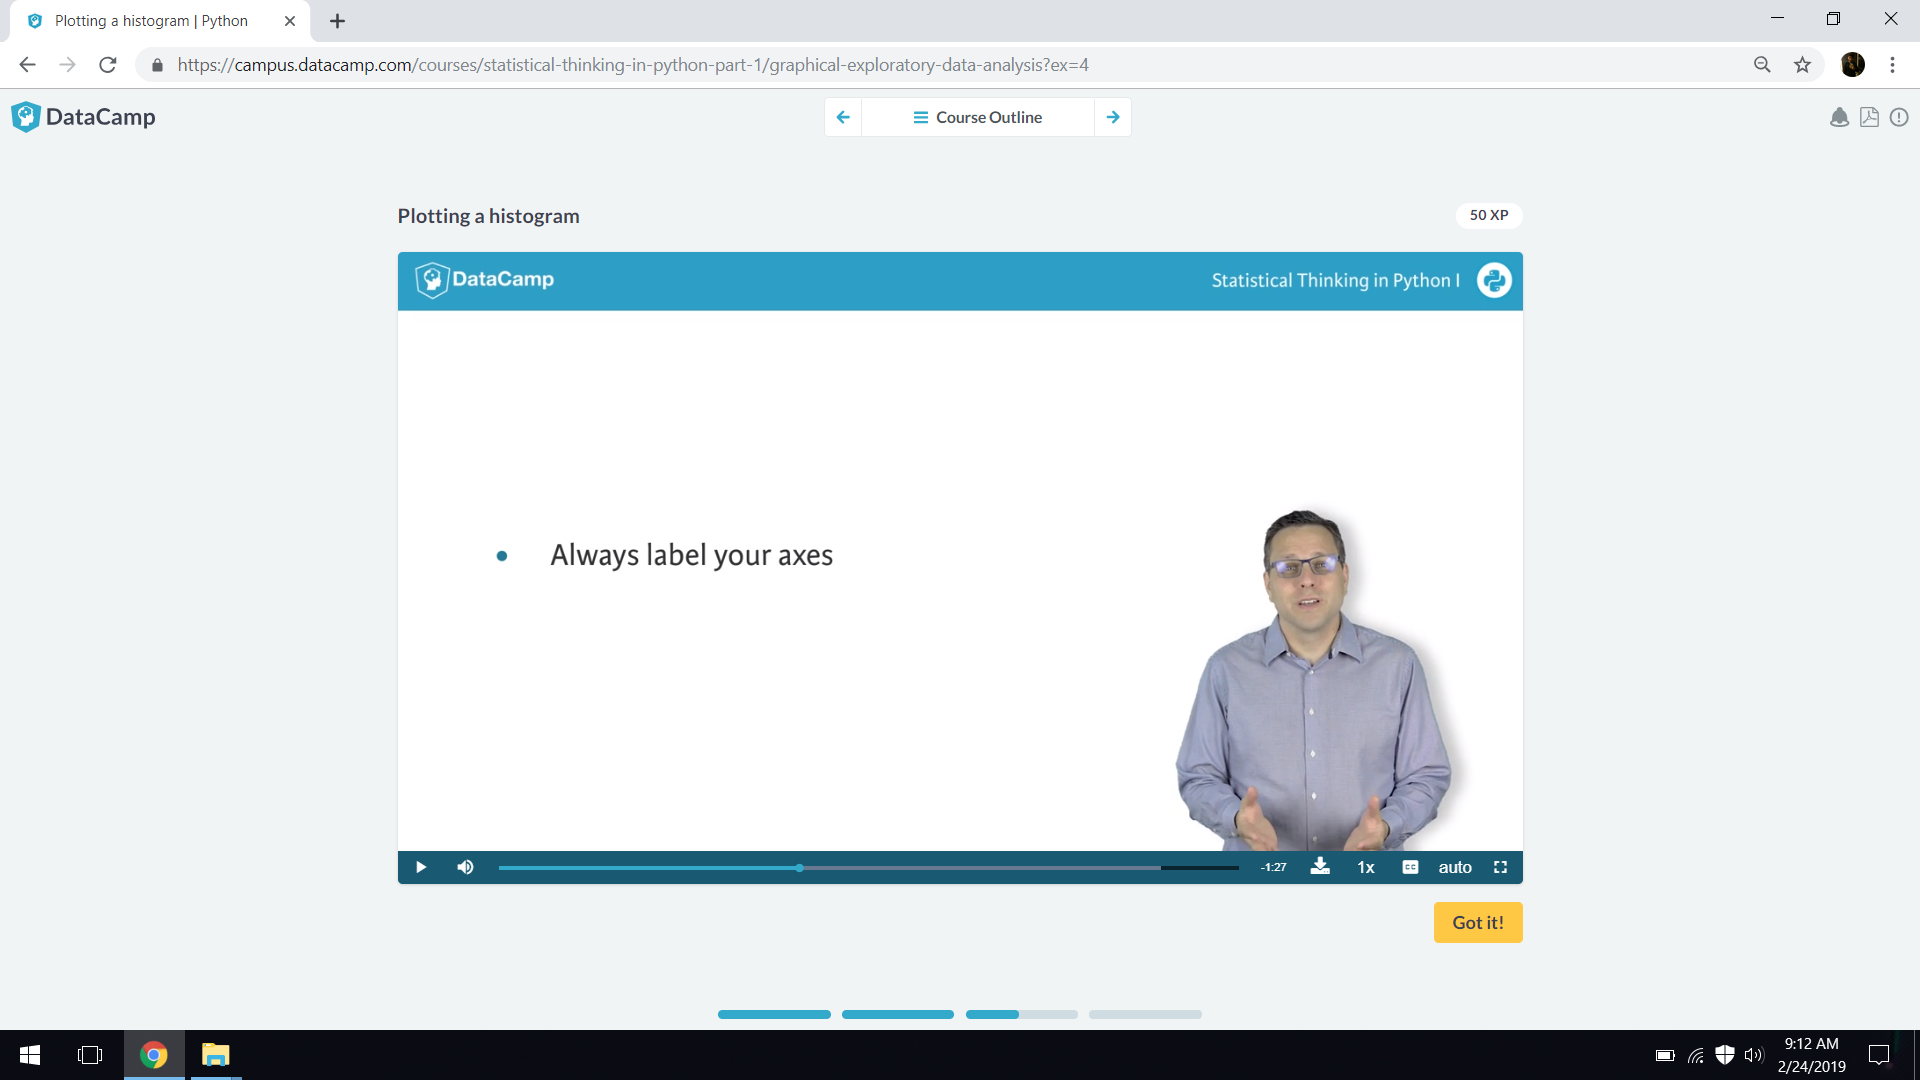 Plotting a histogram | Python
https://campus.datacamp.com/courses/statistical-thinking-in-python-part-1/graphical-exploratory-data-analysis?ex=4
DataCamp
Course Outline
Plotting a histogram
50 XP
DataCamp
Statistical Thinking in Python I
• Always label your axes
-1:27
1x
CC
auto
Got it!
9:12 AM
2/24/2019